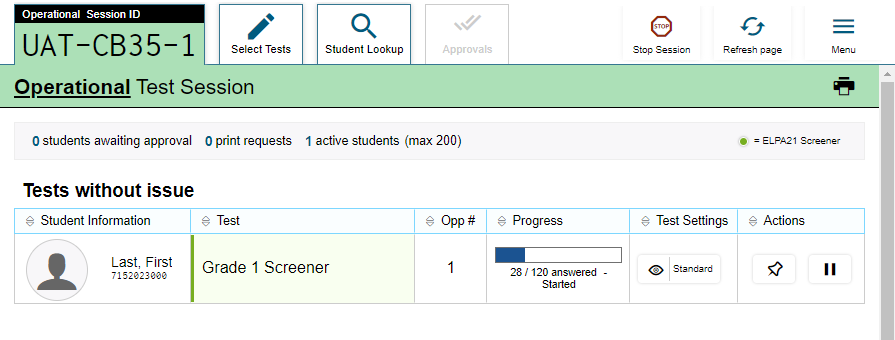 Operational Session ID
UAT-CB35-1
Select Tests
Student Lookup
Approvals
STOP
Stop Session
Refresh page
Menu
Operational Test Session
0 students awaiting approval 0 print requests 1 active students (max 200)
= ELPA21 Screener
Tests without issue
Student Information Test Opp # Progress Test Settings Actions
Last, First
7152023000
Grade 1 Screener
1
28 / 120 answered -
Started
Standard